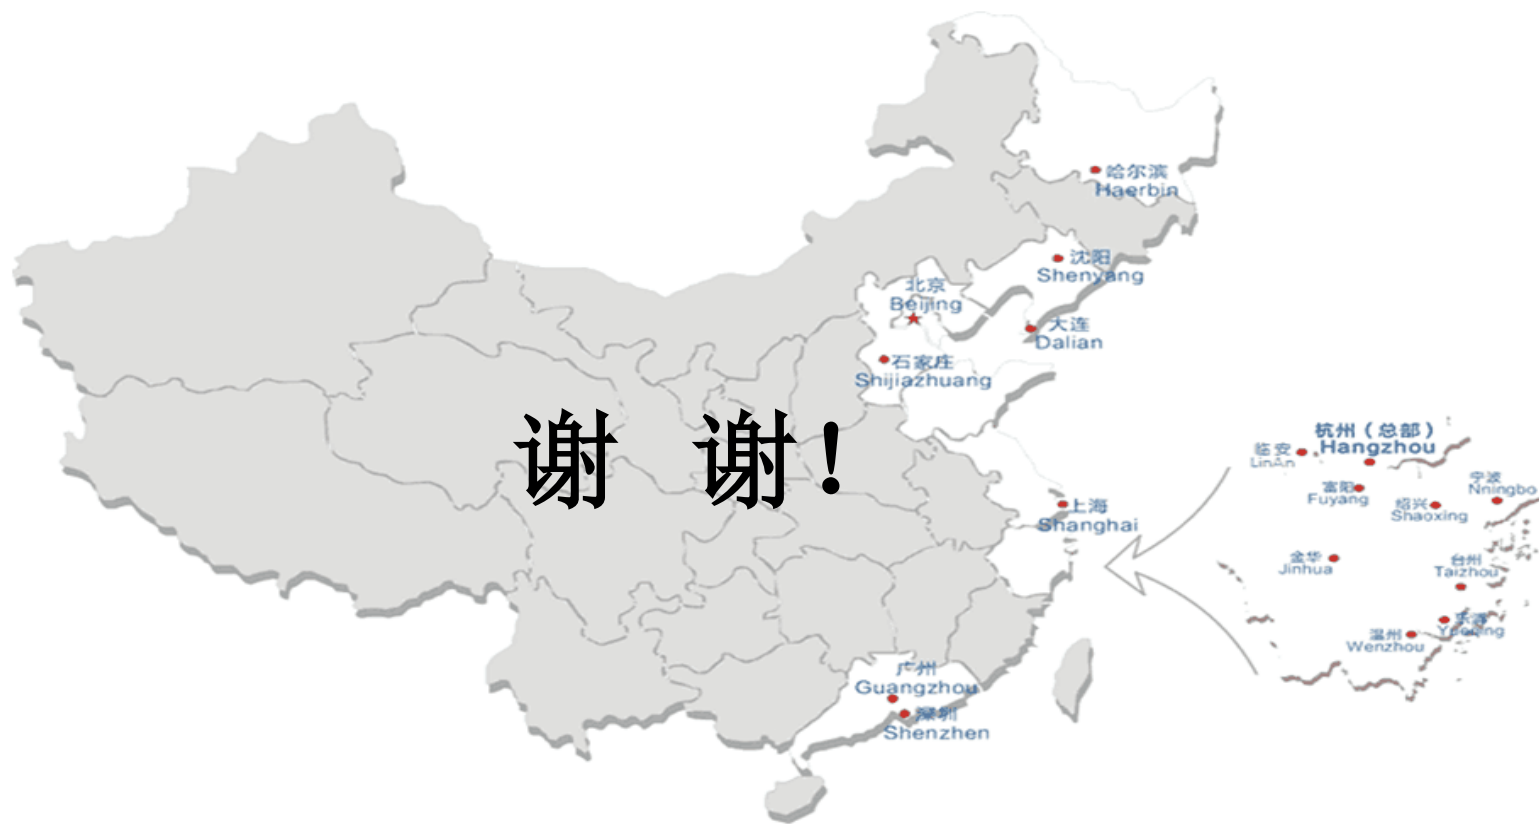 哈尔滨
Haerbin
沈阳
Shenyang
北京
Beijing
大连
Dalian
石家庄
Shijiazhuang
谢 谢！
上海
Shanghai
广州
Guangzhou
深圳
Shenzhen
杭州（总部）
Hangzhou
临安
LinAn
富阳
Fuyang
宁波
Nningbo
绍兴
Shaoxing
金华
Jinhua
台州
Taizhou
温州
Wenzhou